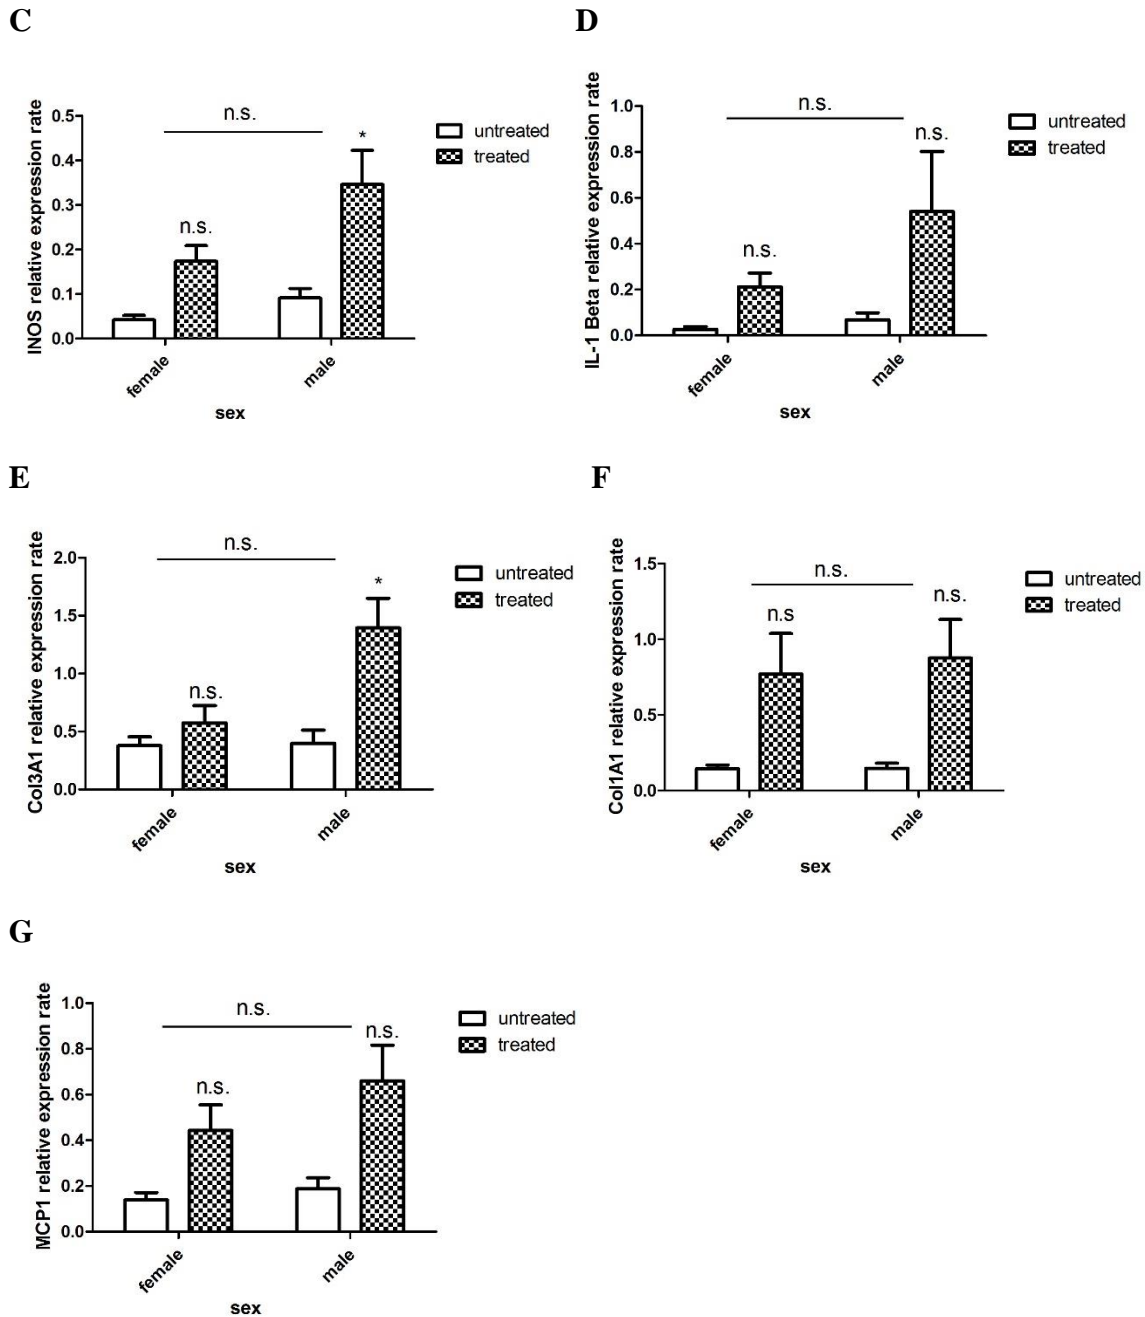 C
INOS relative expression rate
0.5
0.4
0.3
0.2
0.1
0.0
n.s.
n.s.
*
untreated
treated
female
male
sex
D
IL-1 Beta relative expression rate
1.0
0.8
0.6
0.4
0.2
0.0
n.s.
n.s.
n.s.
untreated
treated
female
male
sex
E
Col3A1 relative expression rate
2.0
1.5
1.0
0.5
0.0
n.s.
n.s.
*
untreated
treated
female
male
sex
F
Col1A1 relative expression rate
1.5
1.0
0.5
0.0
n.s.
n.s
n.s.
untreated
treated
female
male
sex
G
MCP1 relative expression rate
1.0
0.8
0.6
0.4
0.2
0.0
n.s.
n.s.
n.s.
untreated
treated
female
male
sex